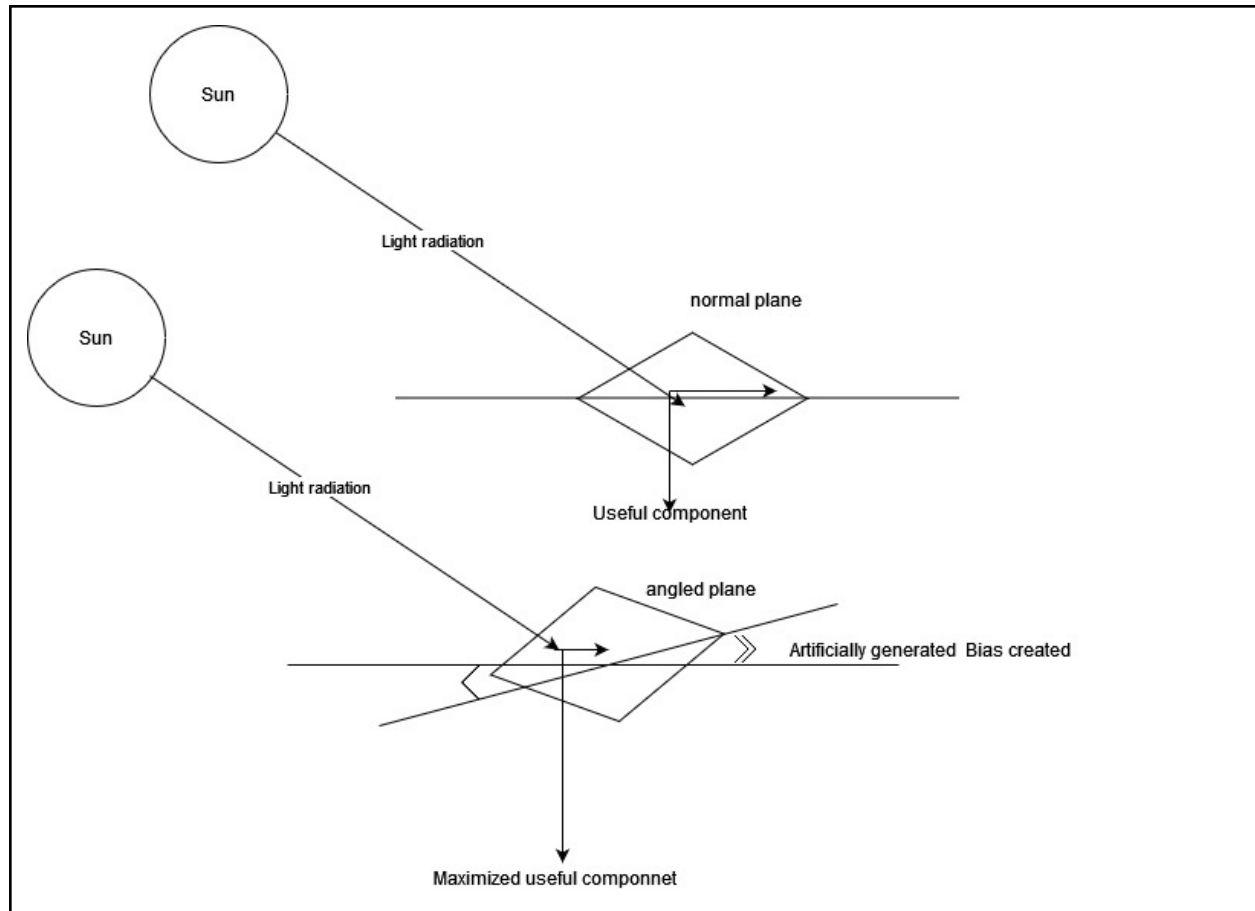 Sun
Light radiation
normal plane
Sun
Light radiation
Useful component
angled plane
Artificially generated  Bias created
Maximized useful componnet